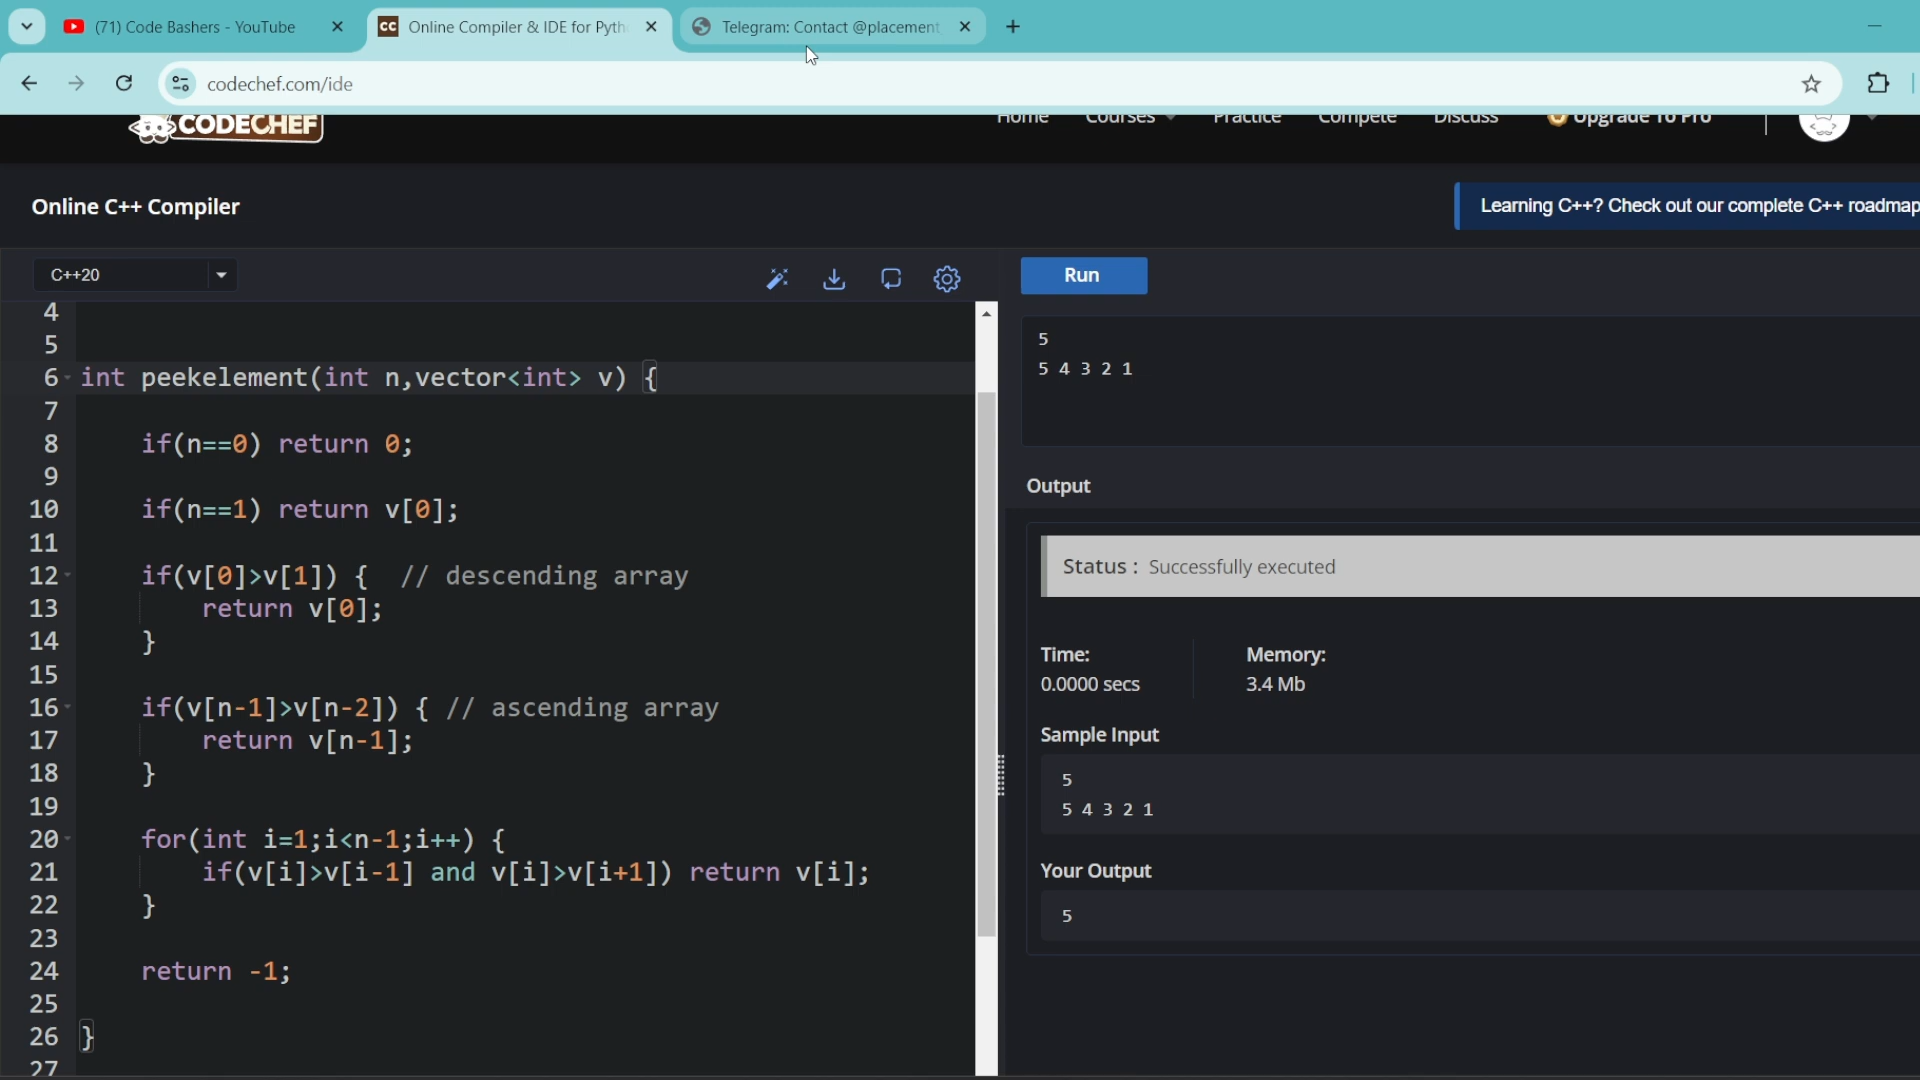 (71) Code Bashers - YouTube
CC Online Compiler & IDE for Pyth
Telegram: Contact @placement
codechef.com/ide
CODECHEF
Home Courses Practice Compete Discuss Upgrade To Pro
Online C++ Compiler
Learning C++? Check out our complete C++ roadmap
C++20
Run
4
5
6 int peekelement(int n,vector<int> v) {
7
8 if(n==0) return 0;
9
10 if(n==1) return v[0];
11
12 if(v[0]>v[1]) { // descending array
13 return v[0];
14 }
15
16 if(v[n-1]>v[n-2]) { // ascending array
17 return v[n-1];
18 }
19
20 for(int i=1;i<n-1;i++) {
21 if(v[i]>v[i-1] and v[i]>v[i+1]) return v[i];
22 }
23
24 return -1;
25
26 }
27
5
5 4 3 2 1
Output
Status : Successfully executed
Time: Memory:
0.0000 secs 3.4 Mb
Sample Input
5
5 4 3 2 1
Your Output
5